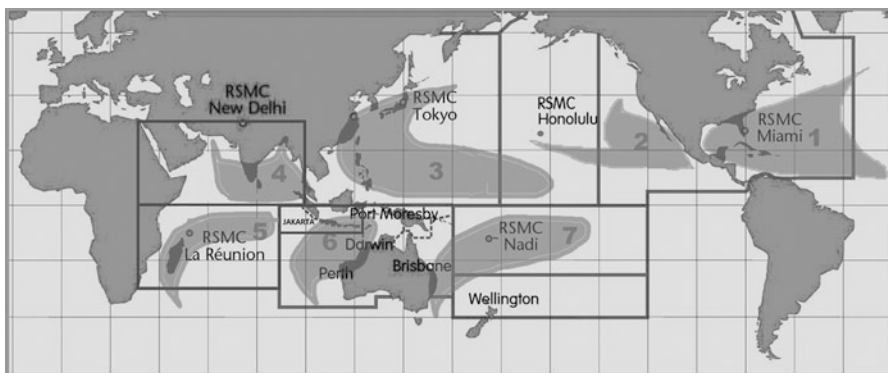 RSMC
New Delhi
RSMC
Tokyo
RSMC
Honolulu
RSMC
Miami
1
2
3
4
5
6
7
JAKARTA
Port Moresby
RSMC
La Réunion
Darwin
RSMC
Nadi
Perih
Brisbane
Wellington